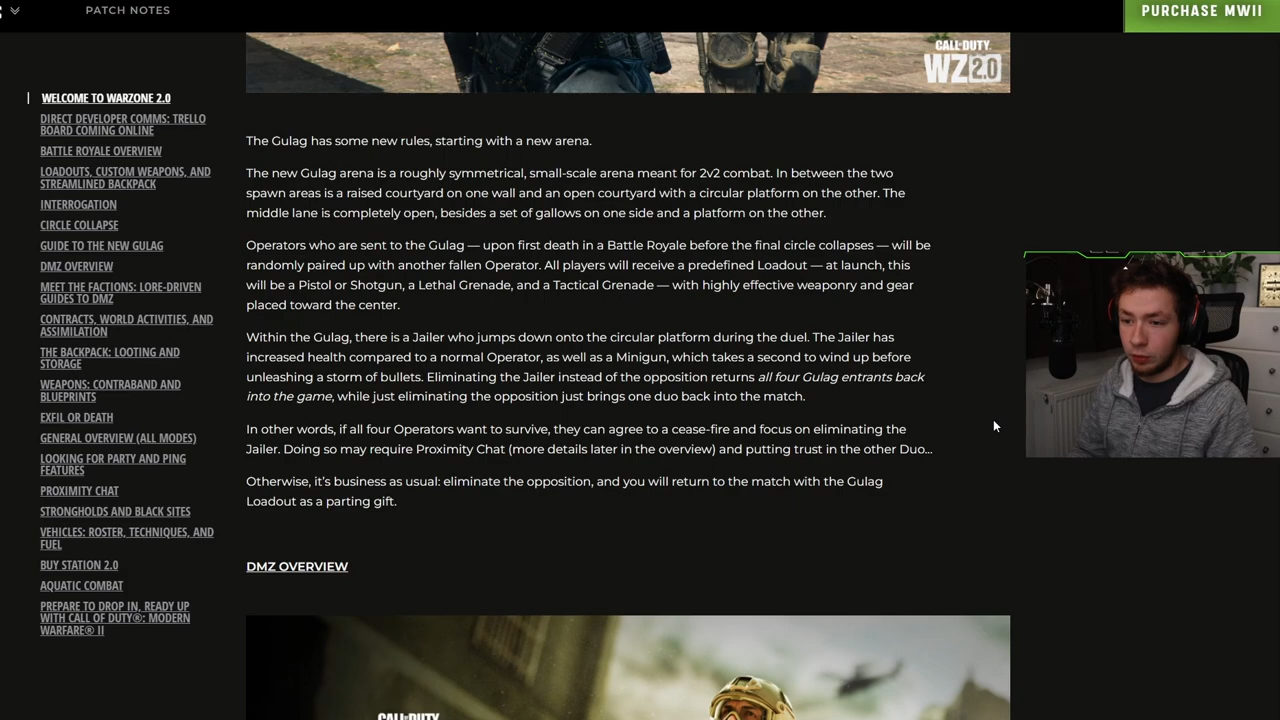 PATCH NOTES
PURCHASE MWII
CALL OF DUTY
WZ 2.0
WELCOME TO WARZONE 2.0
DIRECT DEVELOPER COMMS: TRELLO
BOARD COMING ONLINE
BATTLE ROYALE OVERVIEW
LOADOUTS, CUSTOM WEAPONS, AND
STREAMLINED BACKPACK
INTERROGATION
CIRCLE COLLAPSE
GUIDE TO THE NEW GULAG
DMZ OVERVIEW
MEET THE FACTIONS: LORE-DRIVEN
GUIDES TO DMZ
CONTRACTS, WORLD ACTIVITIES, AND
ASSIMILATION
THE BACKPACK: LOOTING AND
STORAGE
WEAPONS: CONTRABAND AND
BLUEPRINTS
EXFIL OR DEATH
GENERAL OVERVIEW (ALL MODES)
LOOKING FOR PARTY AND PING
FEATURES
PROXIMITY CHAT
STRONGHOLDS AND BLACK SITES
VEHICLES: ROSTER, TECHNIQUES, AND
FUEL
BUY STATION 2.0
AQUATIC COMBAT
PREPARE TO DROP IN, READY UP
WITH CALL OF DUTY®: MODERN
WARFARE® II
The Gulag has some new rules, starting with a new arena.
The new Gulag arena is a roughly symmetrical, small-scale arena meant for 2v2 combat. In between the two
spawn areas is a raised courtyard on one wall and an open courtyard with a circular platform on the other. The
middle lane is completely open, besides a set of gallows on one side and a platform on the other.
Operators who are sent to the Gulag — upon first death in a Battle Royale before the final circle collapses — will be
randomly paired up with another fallen Operator. All players will receive a predefined Loadout — at launch, this
will be a Pistol or Shotgun, a Lethal Grenade, and a Tactical Grenade — with highly effective weaponry and gear
placed toward the center.
Within the Gulag, there is a Jailer who jumps down onto the circular platform during the duel. The Jailer has
increased health compared to a normal Operator, as well as a Minigun, which takes a second to wind up before
unleashing a storm of bullets. Eliminating the Jailer instead of the opposition returns all four Gulag entrants back
into the game, while just eliminating the opposition just brings one duo back into the match.
In other words, if all four Operators want to survive, they can agree to a cease-fire and focus on eliminating the
Jailer. Doing so may require Proximity Chat (more details later in the overview) and putting trust in the other Duo...
Otherwise, it's business as usual: eliminate the opposition, and you will return to the match with the Gulag
Loadout as a parting gift.
DMZ OVERVIEW
CALL OF DUTY